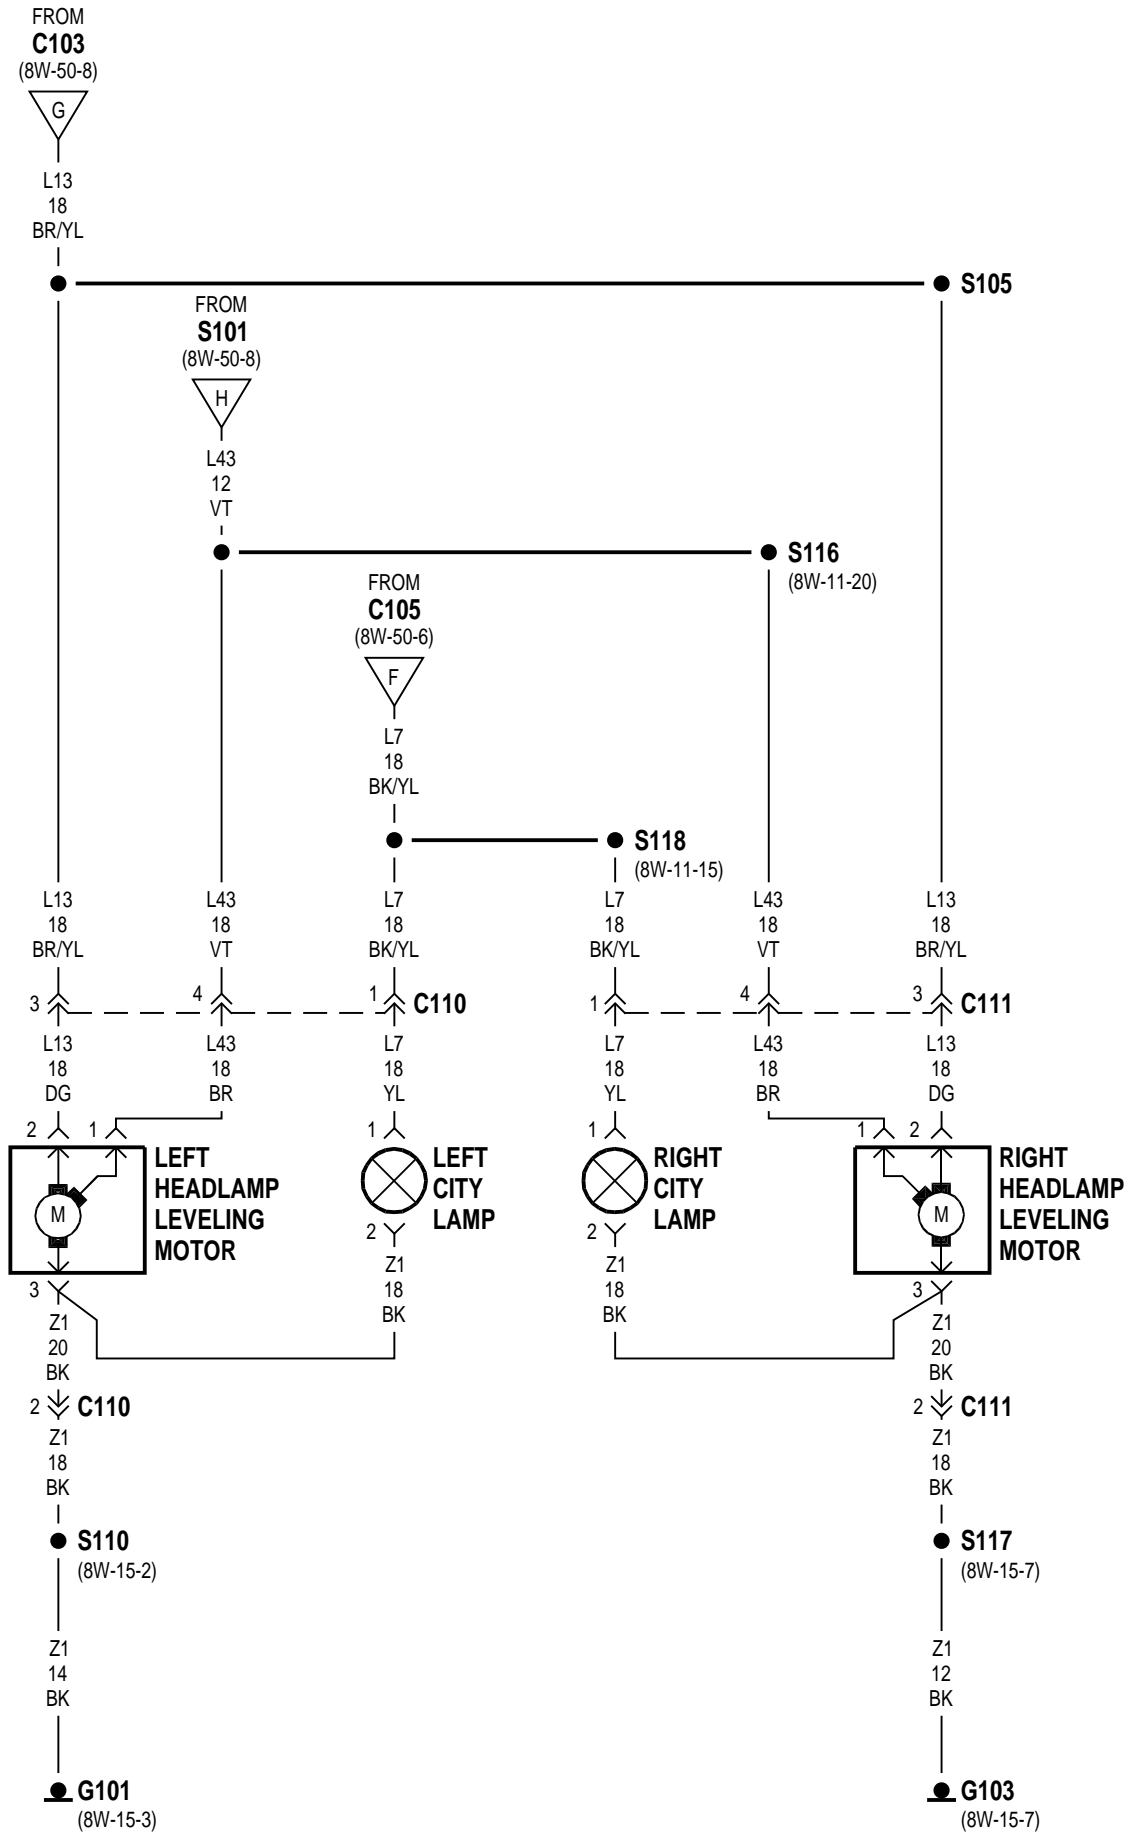 FROM
C103
(8W-50-8)
G
L13
18
BR/YL
S105
FROM
S101
(8W-50-8)
H
L43
12
VT
S116
(8W-11-20)
FROM
C105
(8W-50-6)
F
L7
18
BK/YL
S118
(8W-11-15)
L13 L43 L7 L7 L43 L13
18 18 18 18 18 18
BR/YL VT BK/YL BK/YL VT BR/YL
3 4 1 C110 1 4 3 C111
L13 L43 L7 L7 L43 L13
18 18 18 18 18 18
DG BR YL YL BR DG
2 1 1 1 1 2
LEFT
HEADLAMP
LEVELING
MOTOR
M
LEFT
CITY
LAMP
RIGHT
CITY
LAMP
M
RIGHT
HEADLAMP
LEVELING
MOTOR
2 2
Z1 Z1
18 18
BK BK
3 3
Z1 Z1
20 20
BK BK
2 C110 2 C111
Z1 Z1
18 18
BK BK
S110 S117
(8W-15-2) (8W-15-7)
Z1 Z1
14 12
BK BK
G101 G103
(8W-15-3) (8W-15-7)